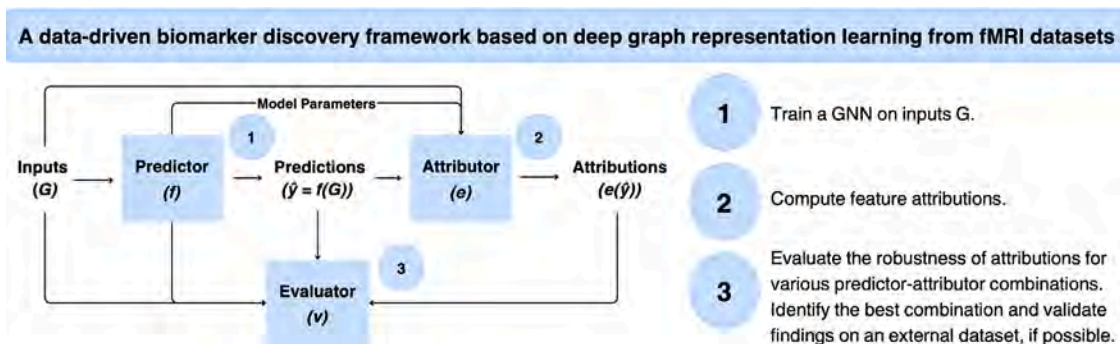 A data-driven biomarker discovery framework based on deep graph representation learning from fMRI datasets
Model Parameters
1
2
Inputs
(G)
Predictor
(f)
Predictions
(ŷ = f(G))
Attributor
(e)
Attributions
(e(ŷ))
3
Evaluator
(v)
1
Train a GNN on inputs G.
2
Compute feature attributions.
3
Evaluate the robustness of attributions for
various predictor-attributor combinations.
Identify the best combination and validate
findings on an external dataset, if possible.